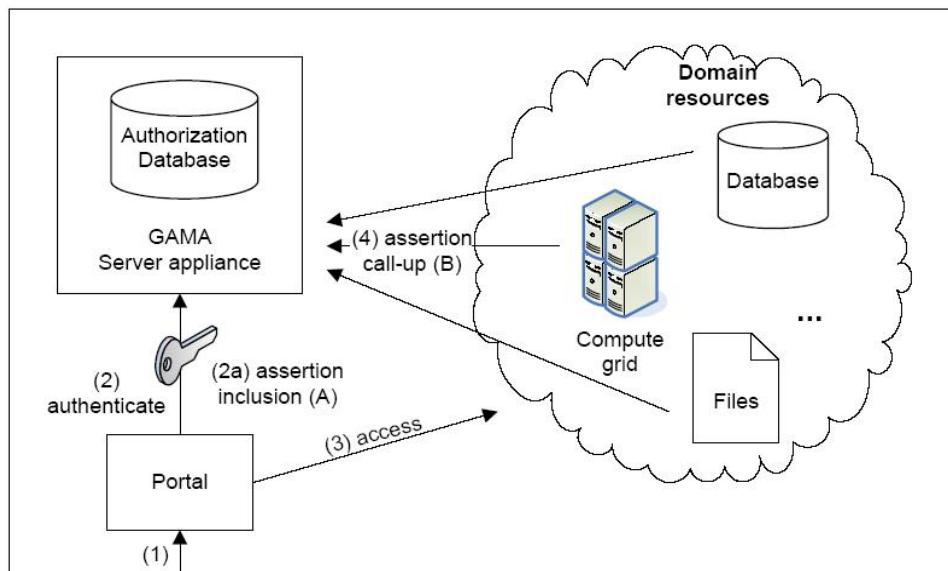 Authorization
Database
GAMA
Server appliance
Domain
resources
Database
(4) assertion
call-up (B)
Compute
grid
...
Files
(2)
authenticate
(2a) assertion
inclusion (A)
(3) access
Portal
(1)